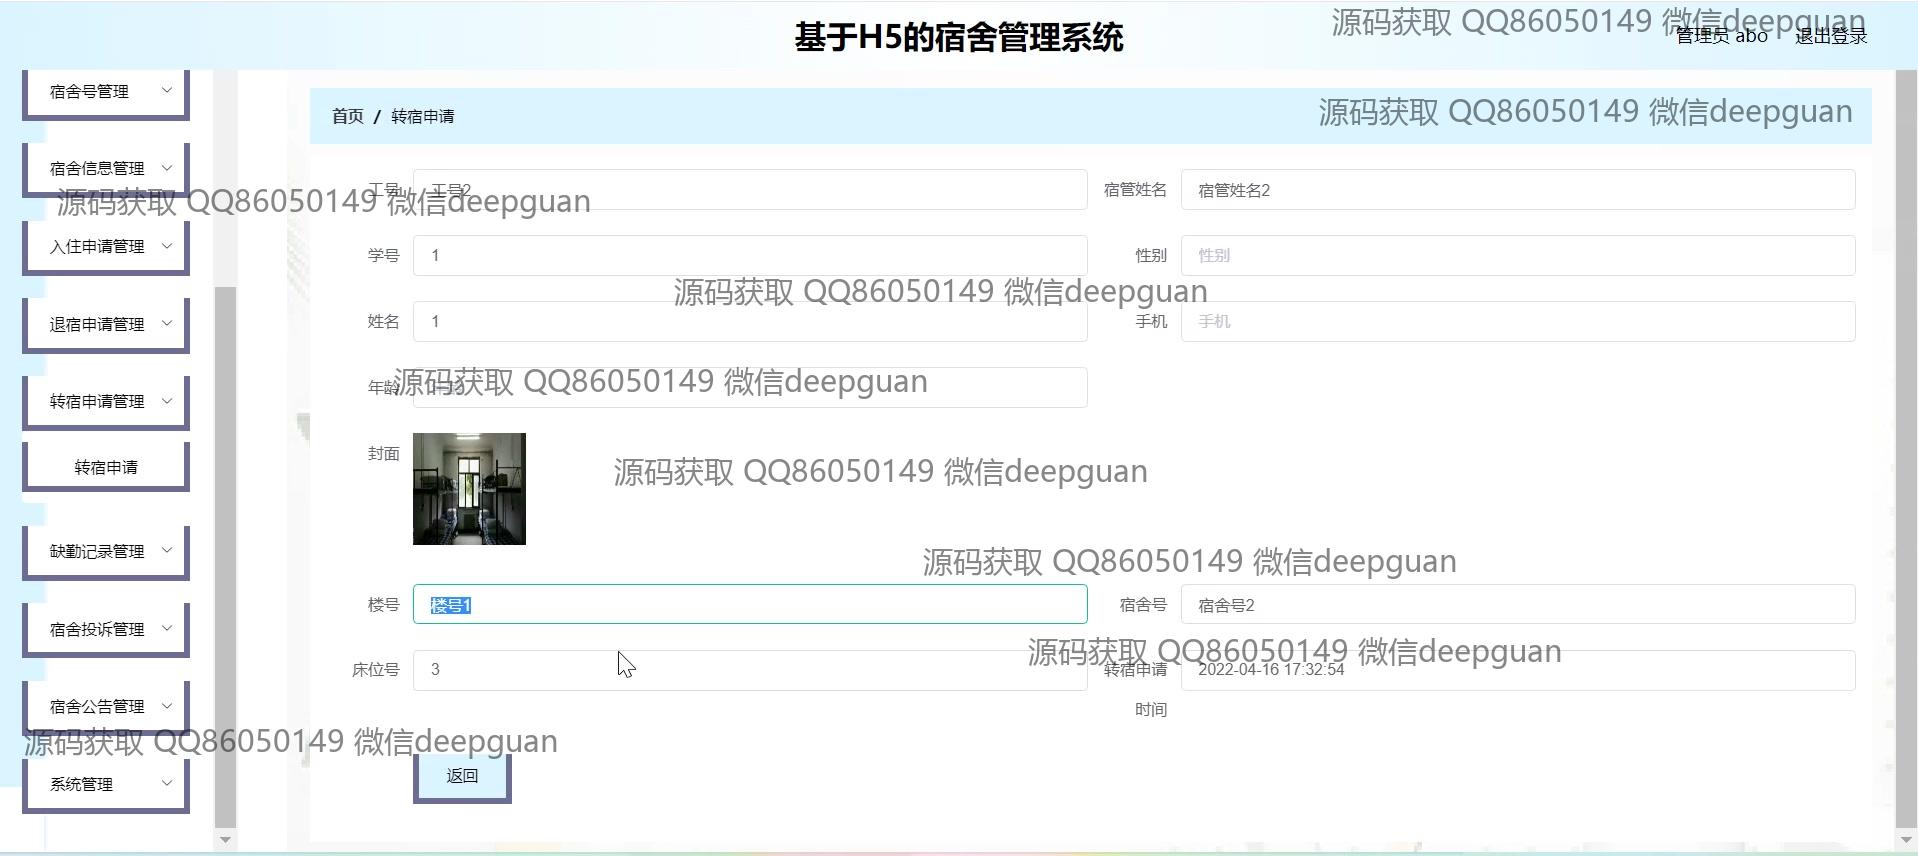 基于H5的宿舍管理系统
源码获取 QQ86050149 微信deepguan
管理员 abo 退出登录
宿舍号管理
首页 / 转宿申请
源码获取 QQ86050149 微信deepguan
宿舍信息管理
工号 工号2 宿管姓名 宿管姓名2
源码获取 QQ86050149 微信deepguan
入住申请管理
学号 1 性别 性别
源码获取 QQ86050149 微信deepguan
退宿申请管理
姓名 1 手机 手机
年龄
源码获取 QQ86050149 微信deepguan
转宿申请管理
封面
转宿申请
源码获取 QQ86050149 微信deepguan
缺勤记录管理
源码获取 QQ86050149 微信deepguan
楼号 楼号1 宿舍号 宿舍号2
宿舍投诉管理
源码获取 QQ86050149 微信deepguan
床位号 3 转宿申请 2022-04-16 17:32:54
时间
宿舍公告管理
源码获取 QQ86050149 微信deepguan
返回
系统管理